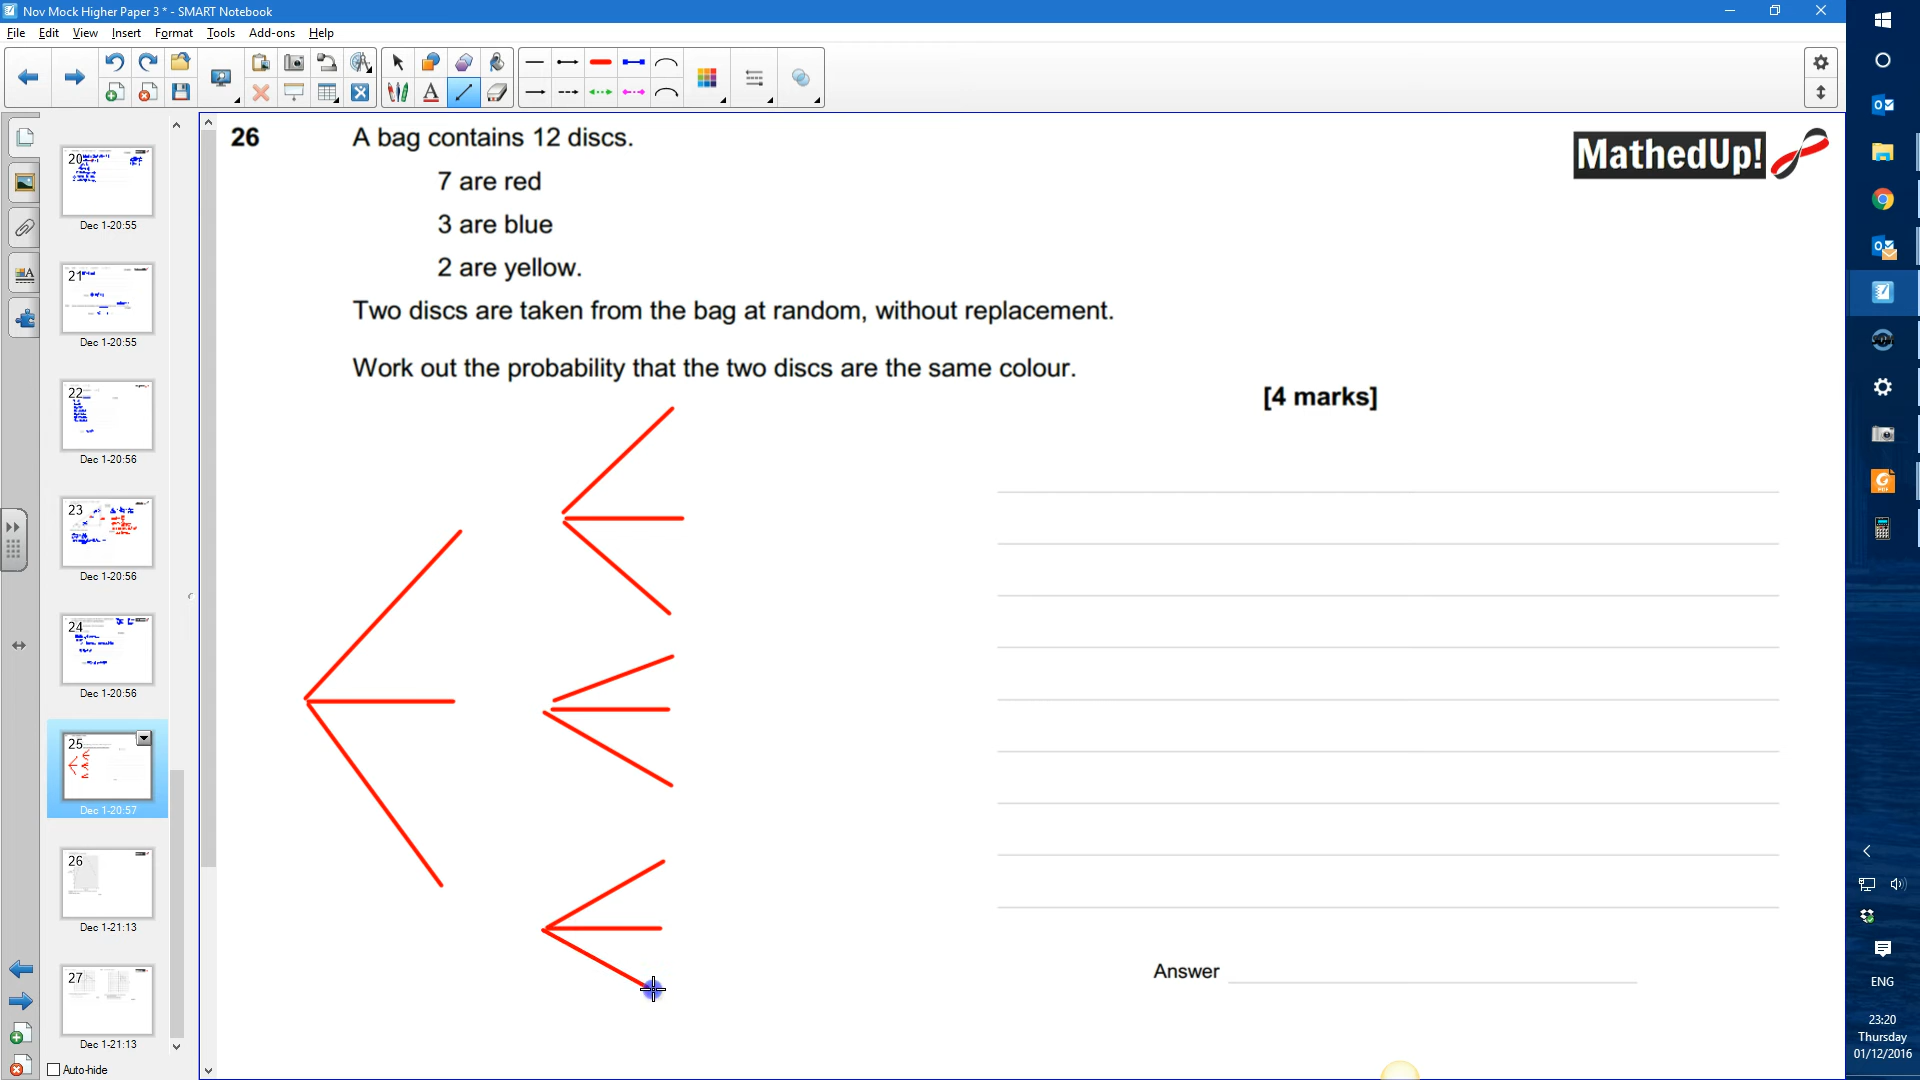 Nov Mock Higher Paper 3 * - SMART Notebook
File Edit View Insert Format Tools Add-ons Help
26 A bag contains 12 discs.
MathedUp!
7 are red
3 are blue
2 are yellow.
Two discs are taken from the bag at random, without replacement.
Work out the probability that the two discs are the same colour.
[4 marks]
Answer
20
Dec 1-20:55
21
Dec 1-20:55
22
Dec 1-20:56
23
Dec 1-20:56
24
Dec 1-20:56
25
Dec 1-20:57
26
Dec 1-21:13
27
Dec 1-21:13
Auto-hide
ENG
23:20
Thursday
01/12/2016